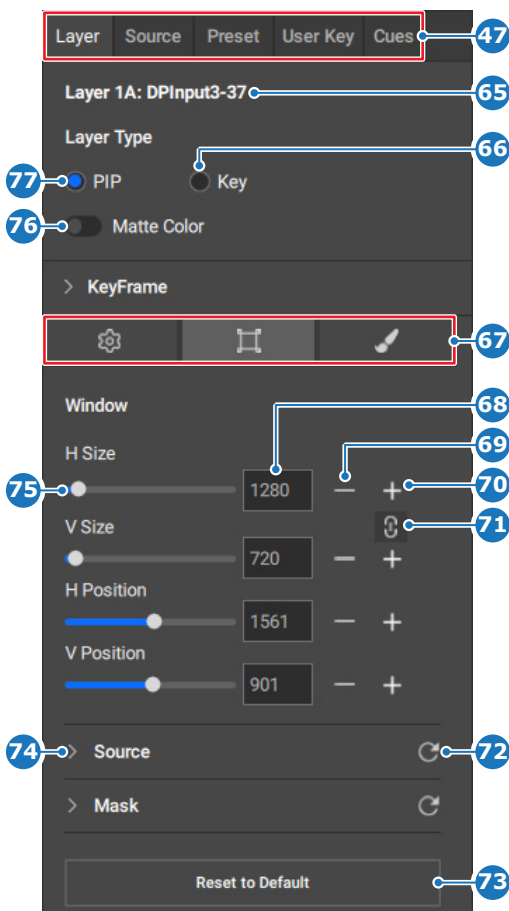 Layer Source Preset User Key Cues 47
Layer 1A: DPInput3-37 65
Layer Type 66
77 PIP Key
76 Matte Color
KeyFrame
67
Window 68
H Size 69
75 1280 70
V Size 71
720
H Position
1561
V Position
901
74 Source 72
Mask
Reset to Default 73